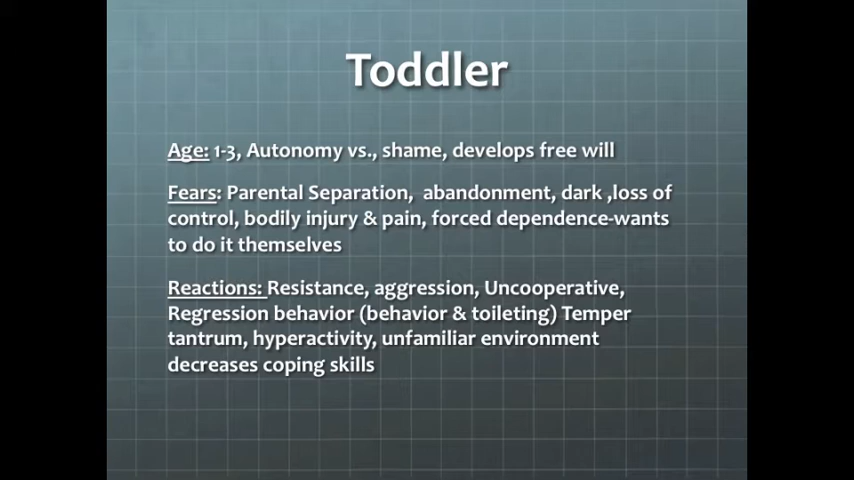 Toddler
Age: 1-3, Autonomy vs., shame, develops free will
Fears: Parental Separation, abandonment, dark ,loss of
control, bodily injury & pain, forced dependence-wants
to do it themselves
Reactions: Resistance, aggression, Uncooperative,
Regression behavior (behavior & toileting) Temper
tantrum, hyperactivity, unfamiliar environment
decreases coping skills